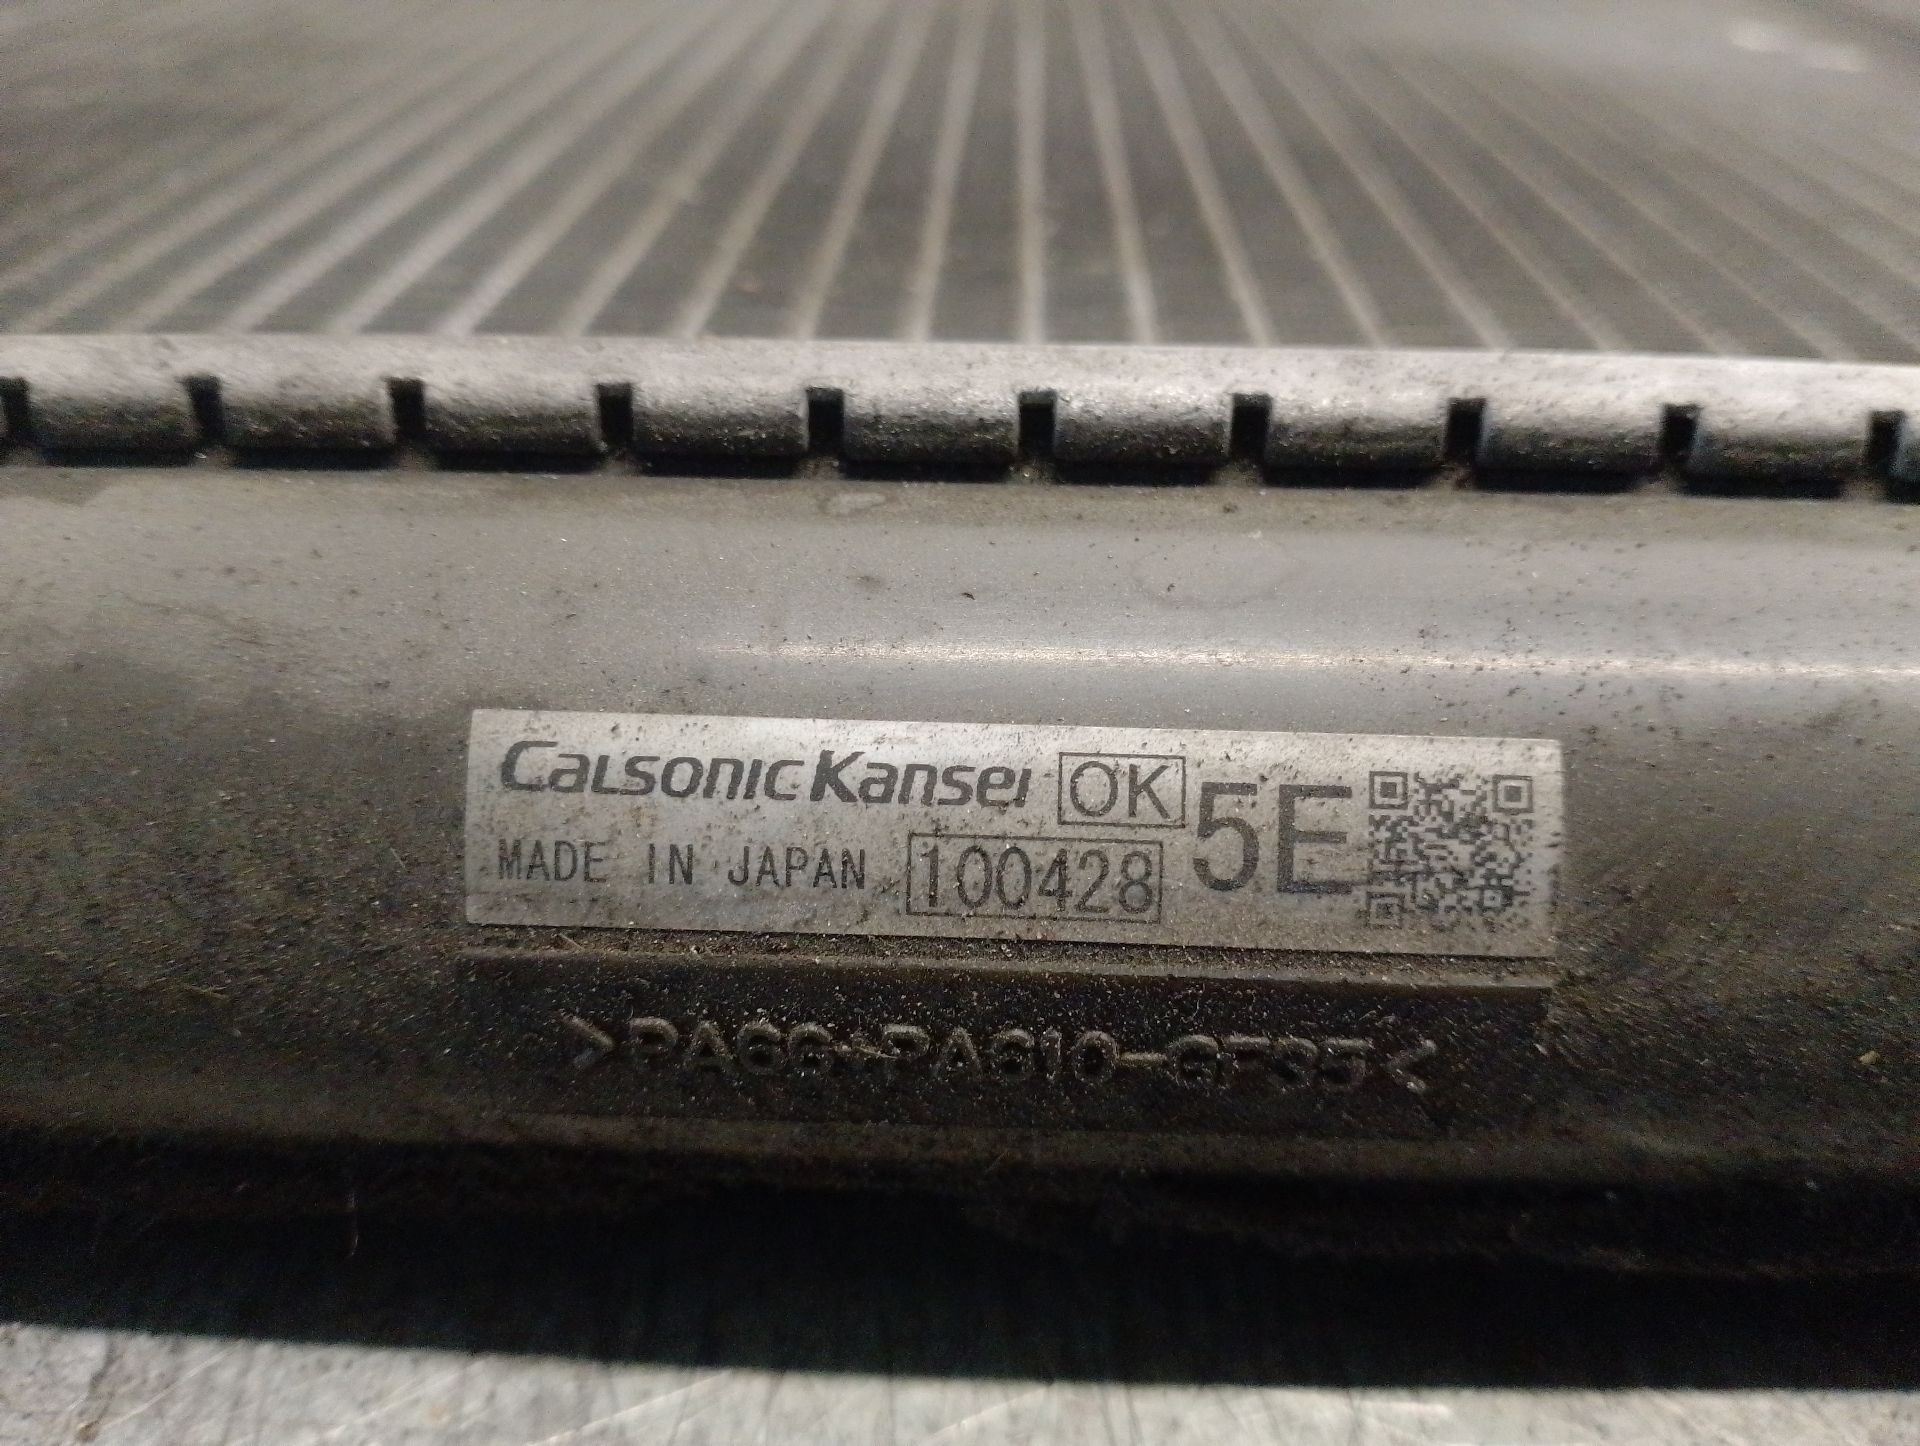 CalsonicKansei OK 5E
MADE IN JAPAN 100428
>PA66+PA610-GF35<